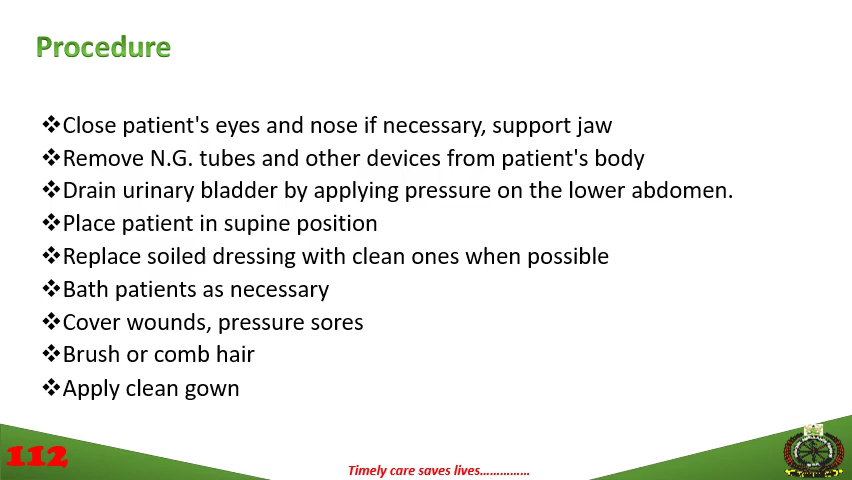 Procedure
❖Close patient's eyes and nose if necessary, support jaw
❖Remove N.G. tubes and other devices from patient's body
❖Drain urinary bladder by applying pressure on the lower abdomen.
❖Place patient in supine position
❖Replace soiled dressing with clean ones when possible
❖Bath patients as necessary
❖Cover wounds, pressure sores
❖Brush or comb hair
❖Apply clean gown
112
Timely care saves lives……………